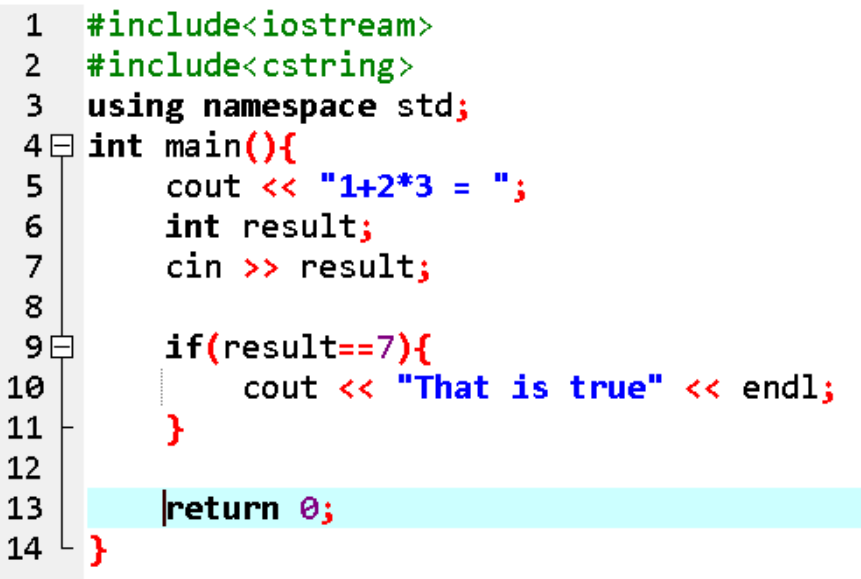 1 #include<iostream>
2 #include<cstring>
3 using namespace std;
4 int main(){
5 cout << "1+2*3 = ";
6 int result;
7 cin >> result;
8
9 if(result==7){
10 cout << "That is true" << endl;
11 }
12
13 return 0;
14 }